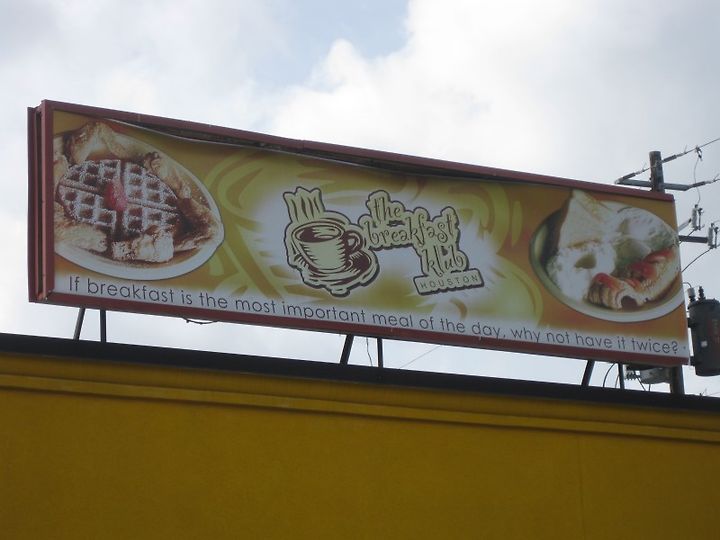 the
breakfast
Klub
HOUSTON
If breakfast is the most important meal of the day, why not have it twice?